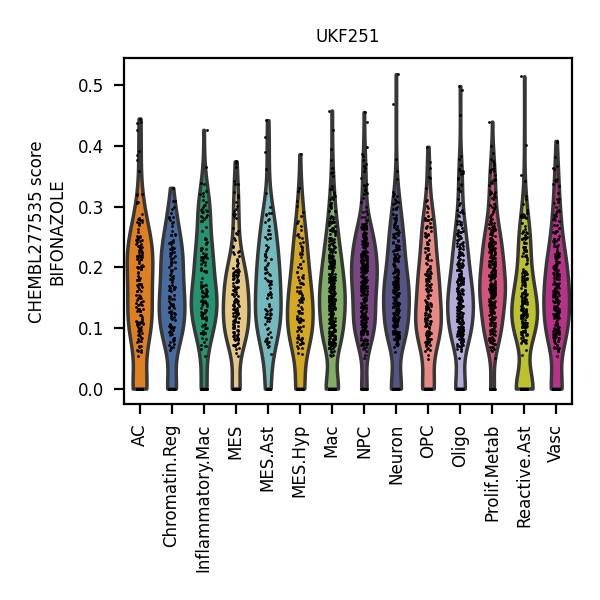 UKF251
CHEMBL277535 score
BIFONAZOLE
0.5
0.4
0.3
0.2
0.1
0.0
AC
Chromatin.Reg
Inflammatory.Mac
MES
MES.Ast
MES.Hyp
Mac
NPC
Neuron
OPC
Oligo
Prolif.Metab
Reactive.Ast
Vasc